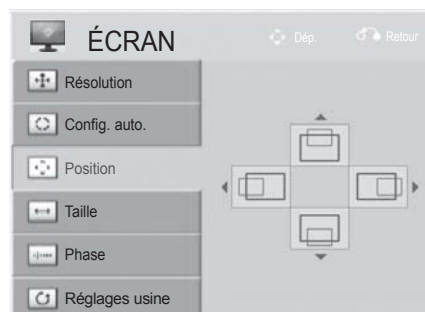 ÉCRAN
Dép.
Retour
Résolution
Config. auto.
Position
Taille
Phase
Réglages usine